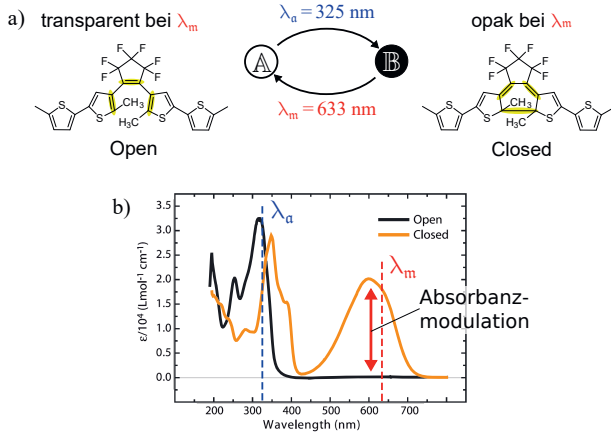 a)
transparent bei λm
λa = 325 nm
opak bei λm
A
B
λm = 633 nm
F F F F F F
S S S S
CH3
H3C
Open
F F F F F F
S S S S
CH3
H3C
Closed
b)
λa
Open
Closed
λm
Absorbanz-
modulation
ε/10⁴ (Lmol⁻¹ cm⁻¹)
3.5
3.0
2.5
2.0
1.5
1.0
0.5
0.0
200 300 400 500 600 700
Wavelength (nm)